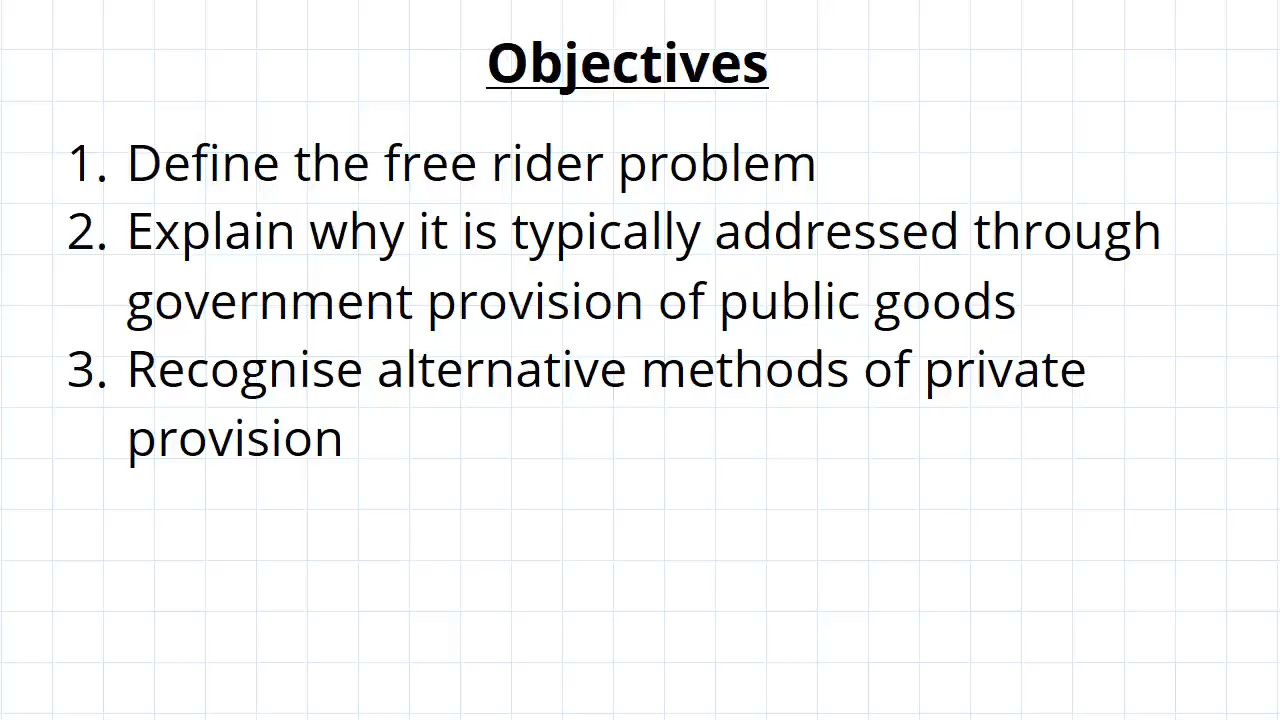 Objectives
1. Define the free rider problem
2. Explain why it is typically addressed through
government provision of public goods
3. Recognise alternative methods of private
provision